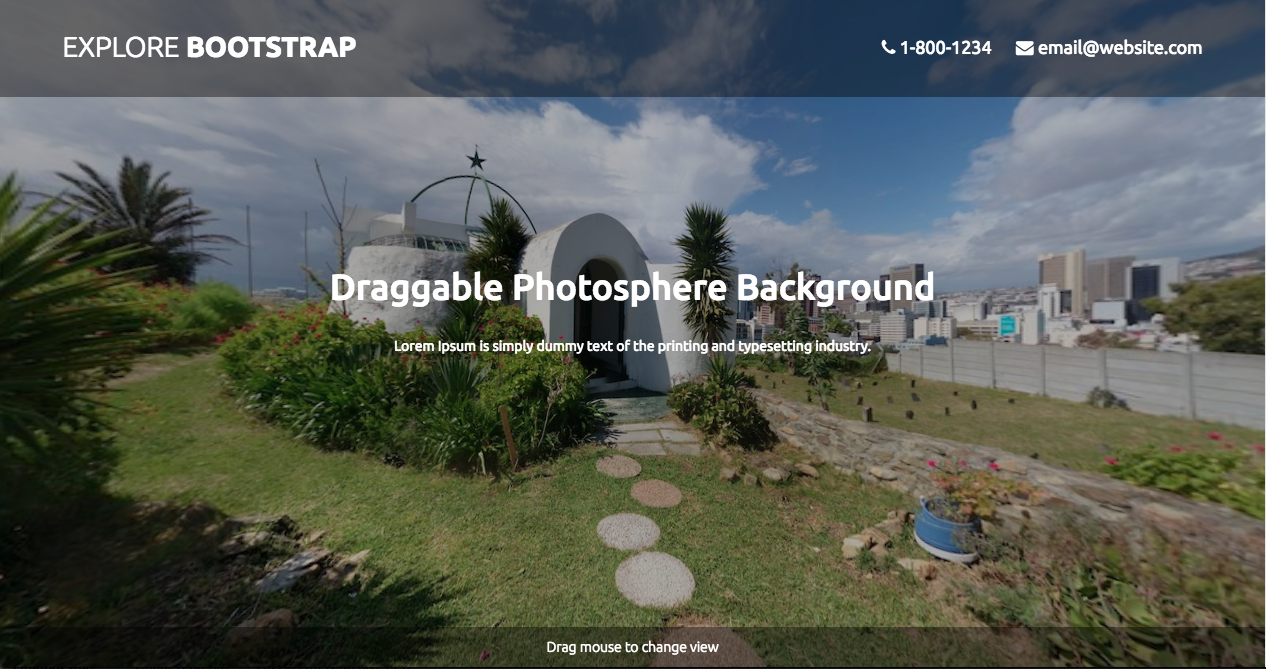 EXPLORE BOOTSTRAP
1-800-1234 email@website.com
Draggable Photosphere Background
Lorem Ipsum is simply dummy text of the printing and typesetting industry.
Drag mouse to change view